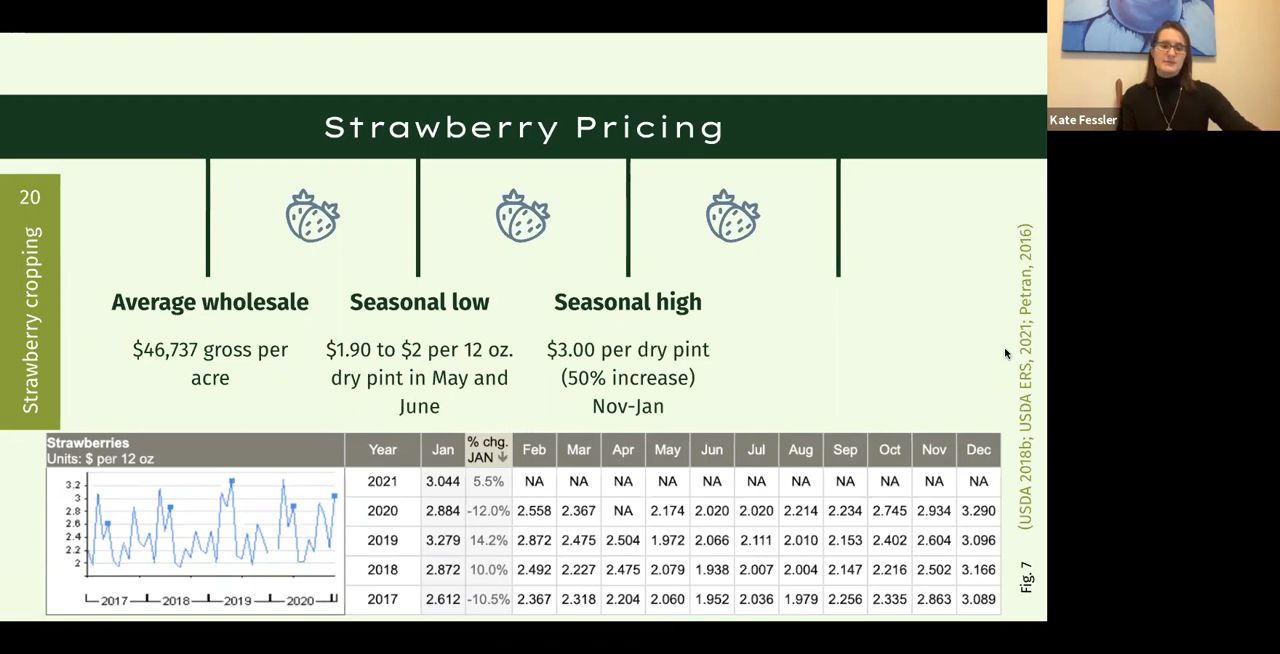 Strawberry Pricing
Kate Fessler
20
Strawberry cropping
Average wholesale
$46,737 gross per
acre
Seasonal low
$1.90 to $2 per 12 oz.
dry pint in May and
June
Seasonal high
$3.00 per dry pint
(50% increase)
Nov-Jan
(USDA 2018b; USDA ERS, 2021; Petran, 2016)
Fig. 7
Strawberries
Units: $ per 12 oz
3.2
3
2.8
2.6
2.4
2.2
2
2017 2018 2019 2020
Year Jan % chg. JAN Feb Mar Apr May Jun Jul Aug Sep Oct Nov Dec
2021 3.044 5.5% NA NA NA NA NA NA NA NA NA NA NA
2020 2.884 -12.0% 2.558 2.367 NA 2.174 2.020 2.020 2.214 2.234 2.745 2.934 3.290
2019 3.279 14.2% 2.872 2.475 2.504 1.972 2.066 2.111 2.010 2.153 2.402 2.604 3.096
2018 2.872 10.0% 2.492 2.227 2.475 2.079 1.938 2.007 2.004 2.147 2.216 2.502 3.166
2017 2.612 -10.5% 2.367 2.318 2.204 2.060 1.952 2.036 1.979 2.256 2.335 2.863 3.089